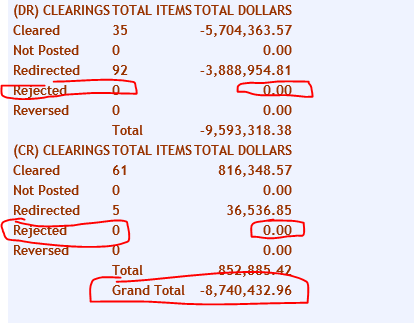 (DR) CLEARINGS TOTAL ITEMS TOTAL DOLLARS
Cleared 35 -5,704,363.57
Not Posted 0 0.00
Redirected 92 -3,888,954.81
Rejected 0 0.00
Reversed 0 0.00
Total -9,593,318.38
(CR) CLEARINGS TOTAL ITEMS TOTAL DOLLARS
Cleared 61 816,348.57
Not Posted 0 0.00
Redirected 5 36,536.85
Rejected 0 0.00
Reversed 0 0.00
Total 852,885.42
Grand Total -8,740,432.96